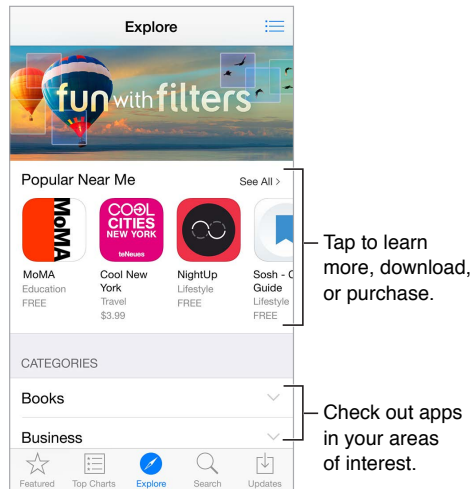 Explore
fun with filters
Popular Near Me
See All >
MoMA
COOL
CITIES
NEW YORK
teNeues
MoMA
Education
FREE
Cool New
York
Travel
$3.99
NightUp
Lifestyle
FREE
Sosh - C
Guide
Lifestyle
FREE
Tap to learn
more, download,
or purchase.
CATEGORIES
Books
Business
Check out apps
in your areas
of interest.
Featured
Top Charts
Explore
Search
Updates